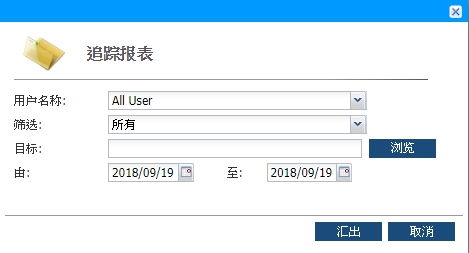 追踪报表
用户名称: All User
筛选: 所有
目标: 浏览
由: 2018/09/19 至: 2018/09/19
汇出 取消